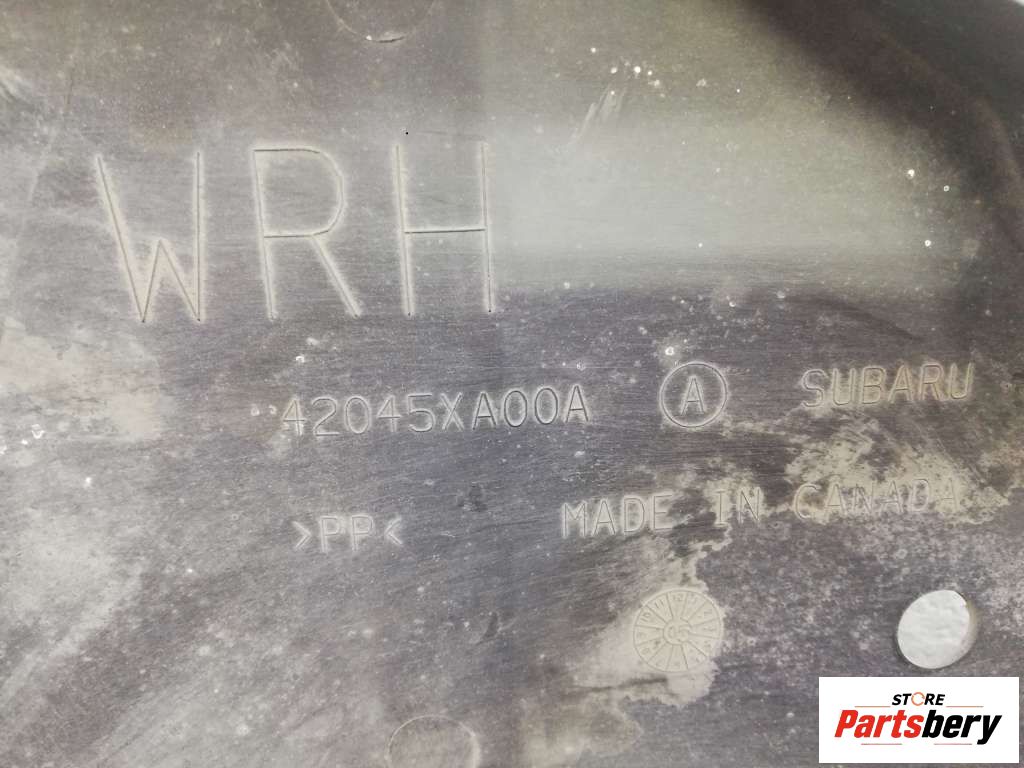 WRH
42045XA00A Ⓐ SUBARU
>PP< MADE IN CANADA
STORE
Partsbery